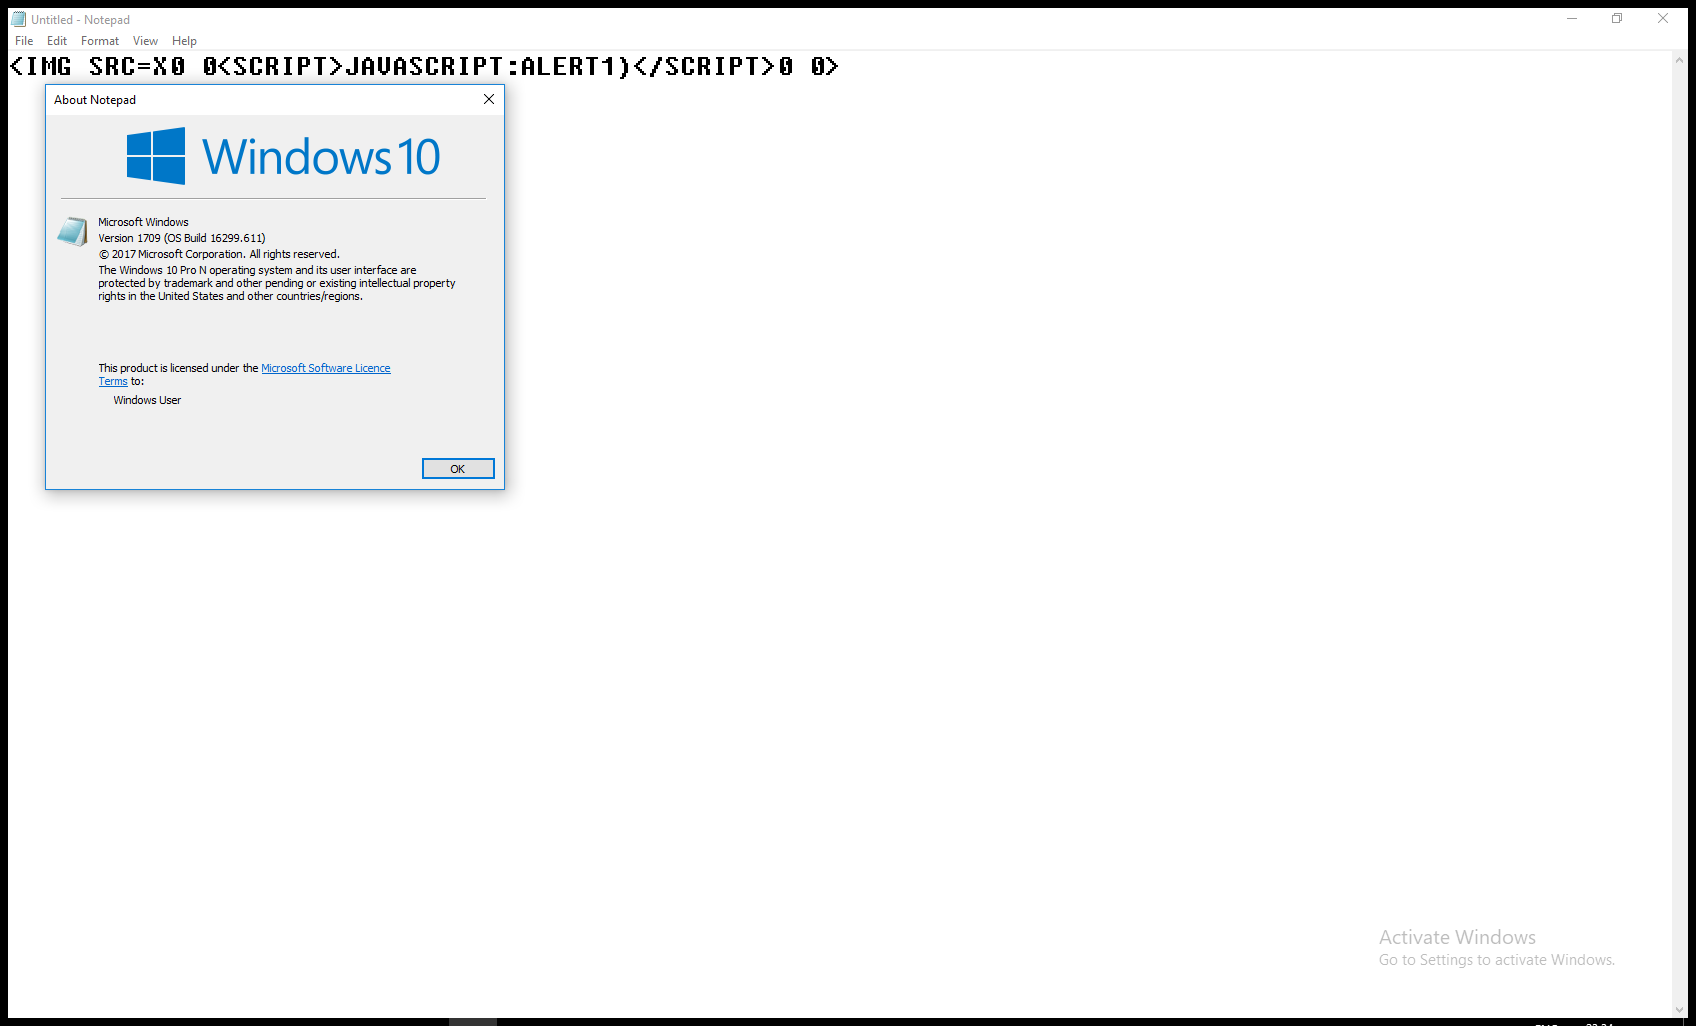 Untitled - Notepad
File Edit Format View Help
<IMG SRC=X0 0<SCRIPT>JAVASCRIPT:ALERT1)</SCRIPT>0 0>
About Notepad
Windows 10
Microsoft Windows
Version 1709 (OS Build 16299.611)
© 2017 Microsoft Corporation. All rights reserved.
The Windows 10 Pro N operating system and its user interface are
protected by trademark and other pending or existing intellectual property
rights in the United States and other countries/regions.
This product is licensed under the Microsoft Software Licence
Terms to:
Windows User
OK
Activate Windows
Go to Settings to activate Windows.